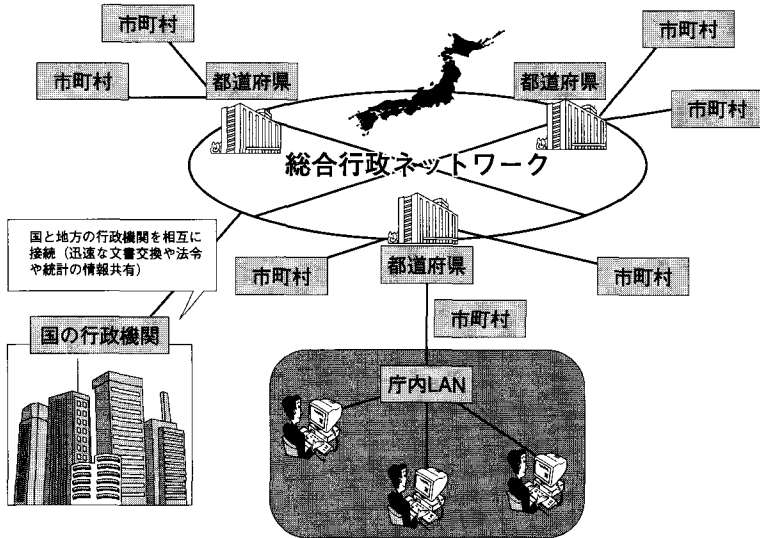 市町村
市町村
市町村
都道府県
都道府県
市町村
総合行政ネットワーク
国と地方の行政機関を相互に
接続（迅速な文書交換や法令
や統計の情報共有）
都道府県
市町村
市町村
市町村
国の行政機関
庁内LAN